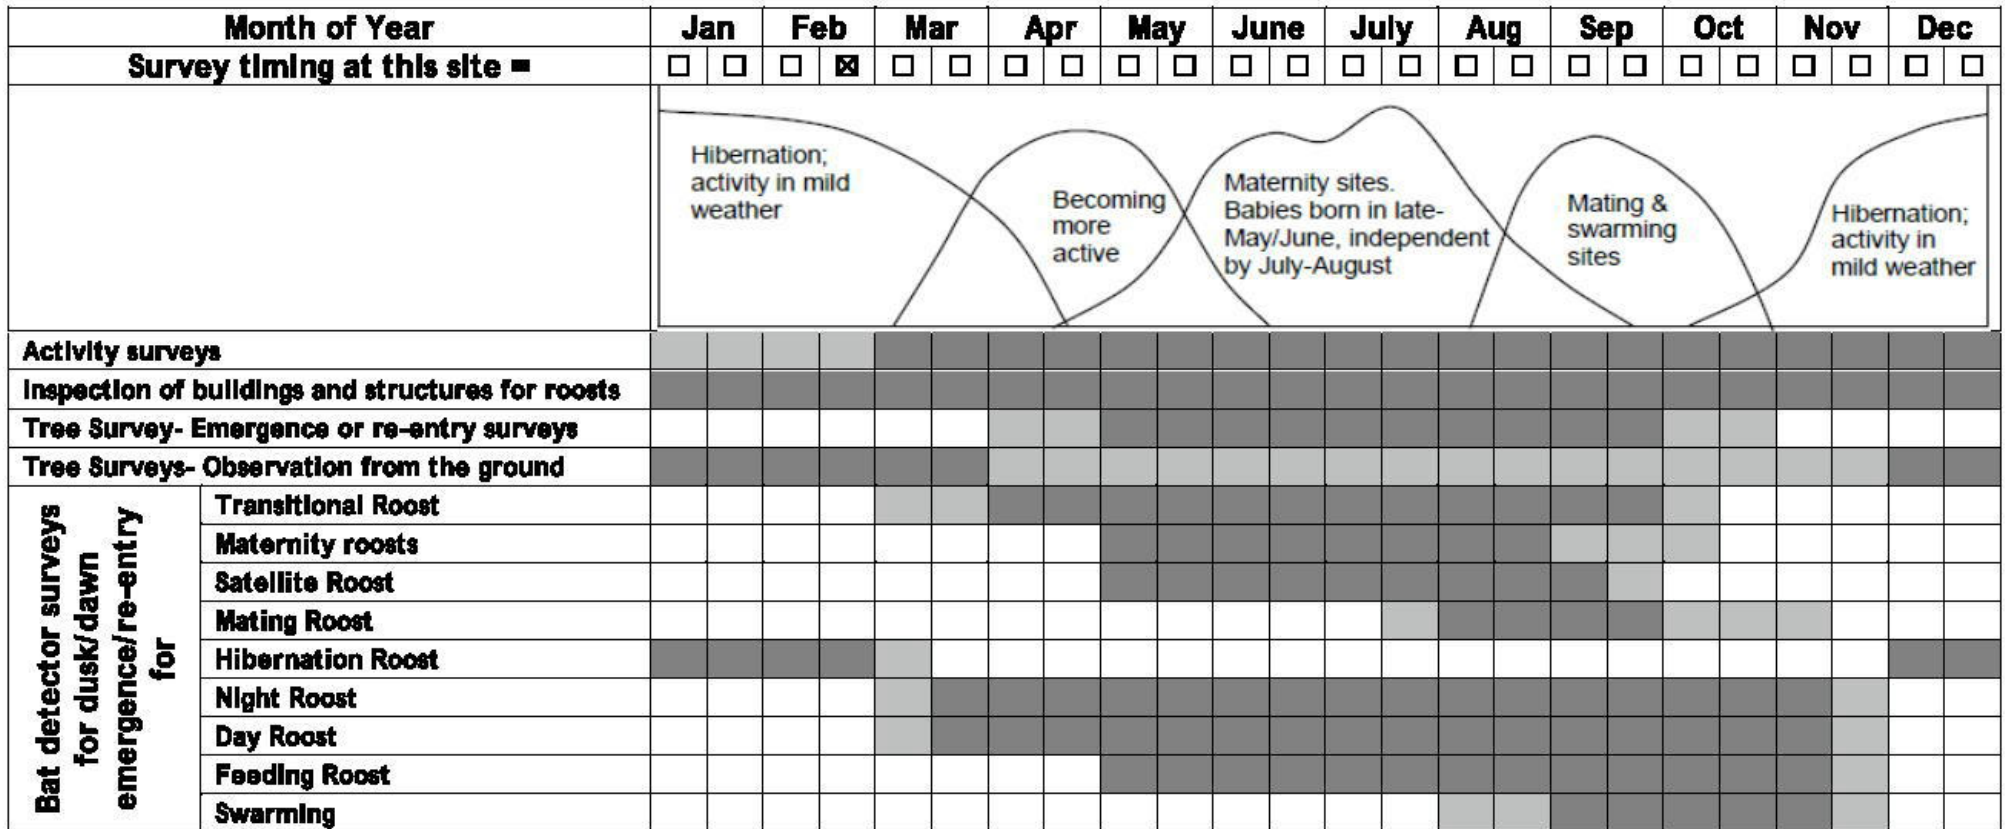 Month of Year Jan Feb Mar Apr May June July Aug Sep Oct Nov Dec
Survey timing at this site = ☐ ☐ ☐ ☒ ☐ ☐ ☐ ☐ ☐ ☐ ☐ ☐ ☐ ☐ ☐ ☐ ☐ ☐ ☐ ☐ ☐ ☐ ☐ ☐
Hibernation;
activity in mild
weather
Becoming
more
active
Maternity sites.
Babies born in late-
May/June, independent
by July-August
Mating &
swarming
sites
Hibernation;
activity in
mild weather
Activity surveys
Inspection of buildings and structures for roosts
Tree Survey- Emergence or re-entry surveys
Tree Surveys- Observation from the ground
Bat detector surveys
for dusk/dawn
emergence/re-entry
for
Transitional Roost
Maternity roosts
Satellite Roost
Mating Roost
Hibernation Roost
Night Roost
Day Roost
Feeding Roost
Swarming